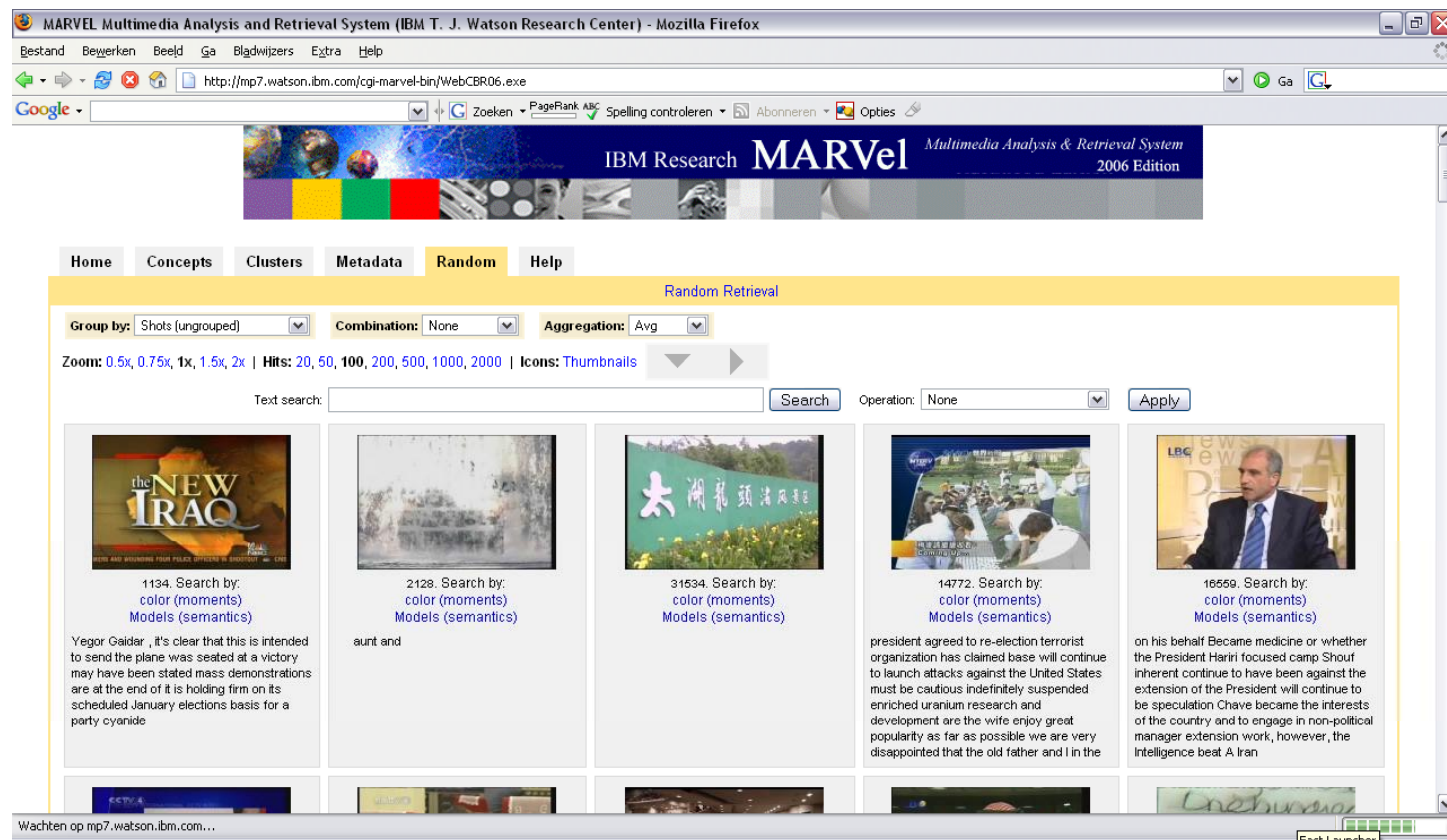 MARVEL Multimedia Analysis and Retrieval System (IBM T. J. Watson Research Center) - Mozilla Firefox
Bestand Bewerken Beeld Ga Bladwijzers Extra Help
http://mp7.watson.ibm.com/cgi-marvel-bin/WebCBR06.exe Ga G
Google Zoeken PageRank ABC Spelling controleren Abonneren Opties
IBM Research MARVel Multimedia Analysis & Retrieval System
2006 Edition
Home Concepts Clusters Metadata Random Help
Random Retrieval
Group by: Shots (ungrouped) Combination: None Aggregation: Avg
Zoom: 0.5x, 0.75x, 1x, 1.5x, 2x | Hits: 20, 50, 100, 200, 500, 1000, 2000 | Icons: Thumbnails
Text search: Search Operation: None Apply
the NEW
IRAQ
1134. Search by:
color (moments)
Models (semantics)
Yegor Gaidar , it's clear that this is intended
to send the plane was seated at a victory
may have been stated mass demonstrations
are at the end of it is holding firm on its
scheduled January elections basis for a
party cyanide
2128. Search by:
color (moments)
Models (semantics)
aunt and
太湖龍頭渚风景区
31534. Search by:
color (moments)
Models (semantics)
Coming Up
14772. Search by:
color (moments)
Models (semantics)
president agreed to re-election terrorist
organization has claimed base will continue
to launch attacks against the United States
must be cautious indefinitely suspended
enriched uranium research and
development are the wife enjoy great
popularity as far as possible we are very
disappointed that the old father and I in the
LBC
16559. Search by:
color (moments)
Models (semantics)
on his behalf Became medicine or whether
the President Hariri focused camp Shouf
inherent continue to have been against the
extension of the President will continue to
be speculation Chave became the interests
of the country and to engage in non-political
manager extension work, however, the
Intelligence beat A Iran
CCTV 4
Wachten op mp7.watson.ibm.com...